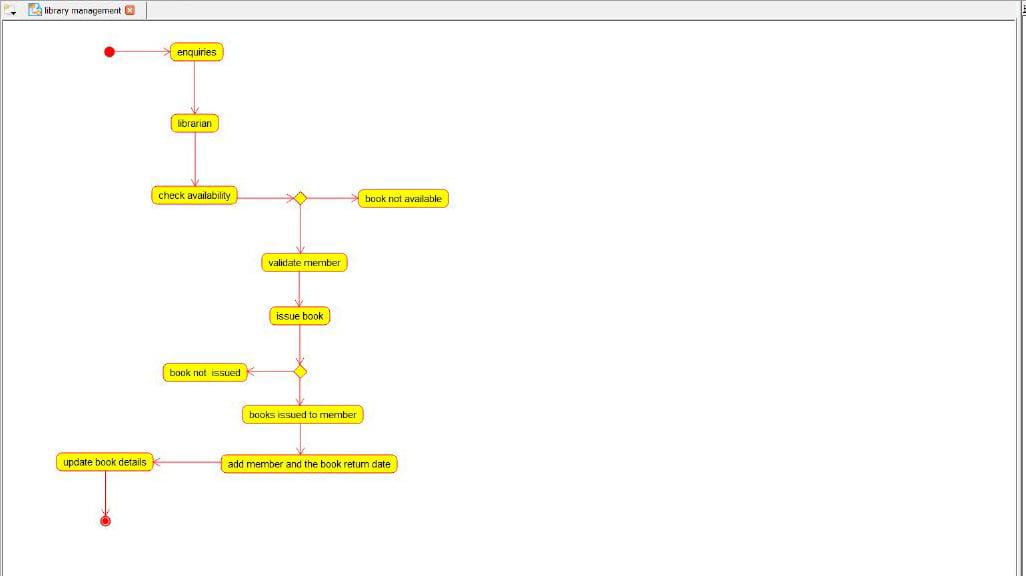 library management
enquiries
librarian
check availability
book not available
validate member
issue book
book not issued
books issued to member
update book details
add member and the book return date